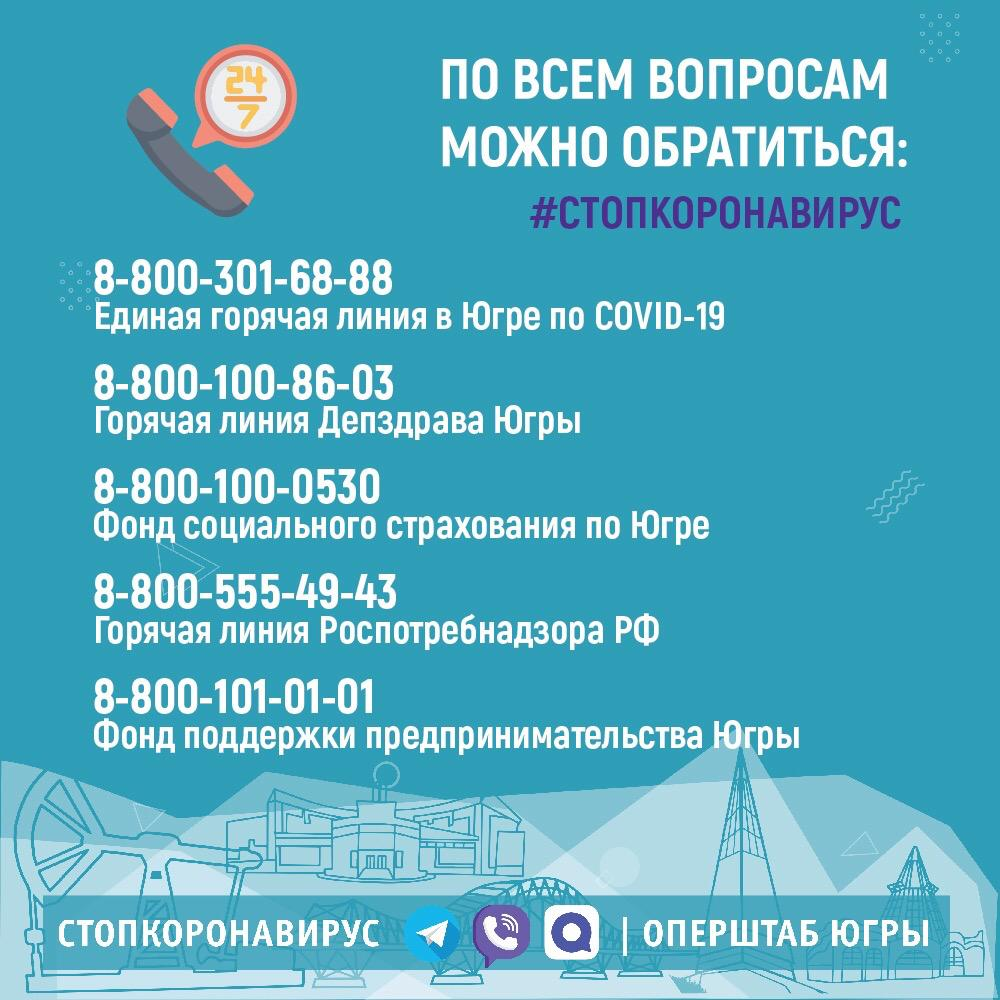 24
7
ПО ВСЕМ ВОПРОСАМ
МОЖНО ОБРАТИТЬСЯ:
#СТОПКОРОНАВИРУС
8-800-301-68-88
Единая горячая линия в Югре по COVID-19
8-800-100-86-03
Горячая линия Депздрава Югры
8-800-100-0530
Фонд социального страхования по Югре
8-800-555-49-43
Горячая линия Роспотребнадзора РФ
8-800-101-01-01
Фонд поддержки предпринимательства Югры
СТОПКОРОНАВИРУС | ОПЕРШТАБ ЮГРЫ